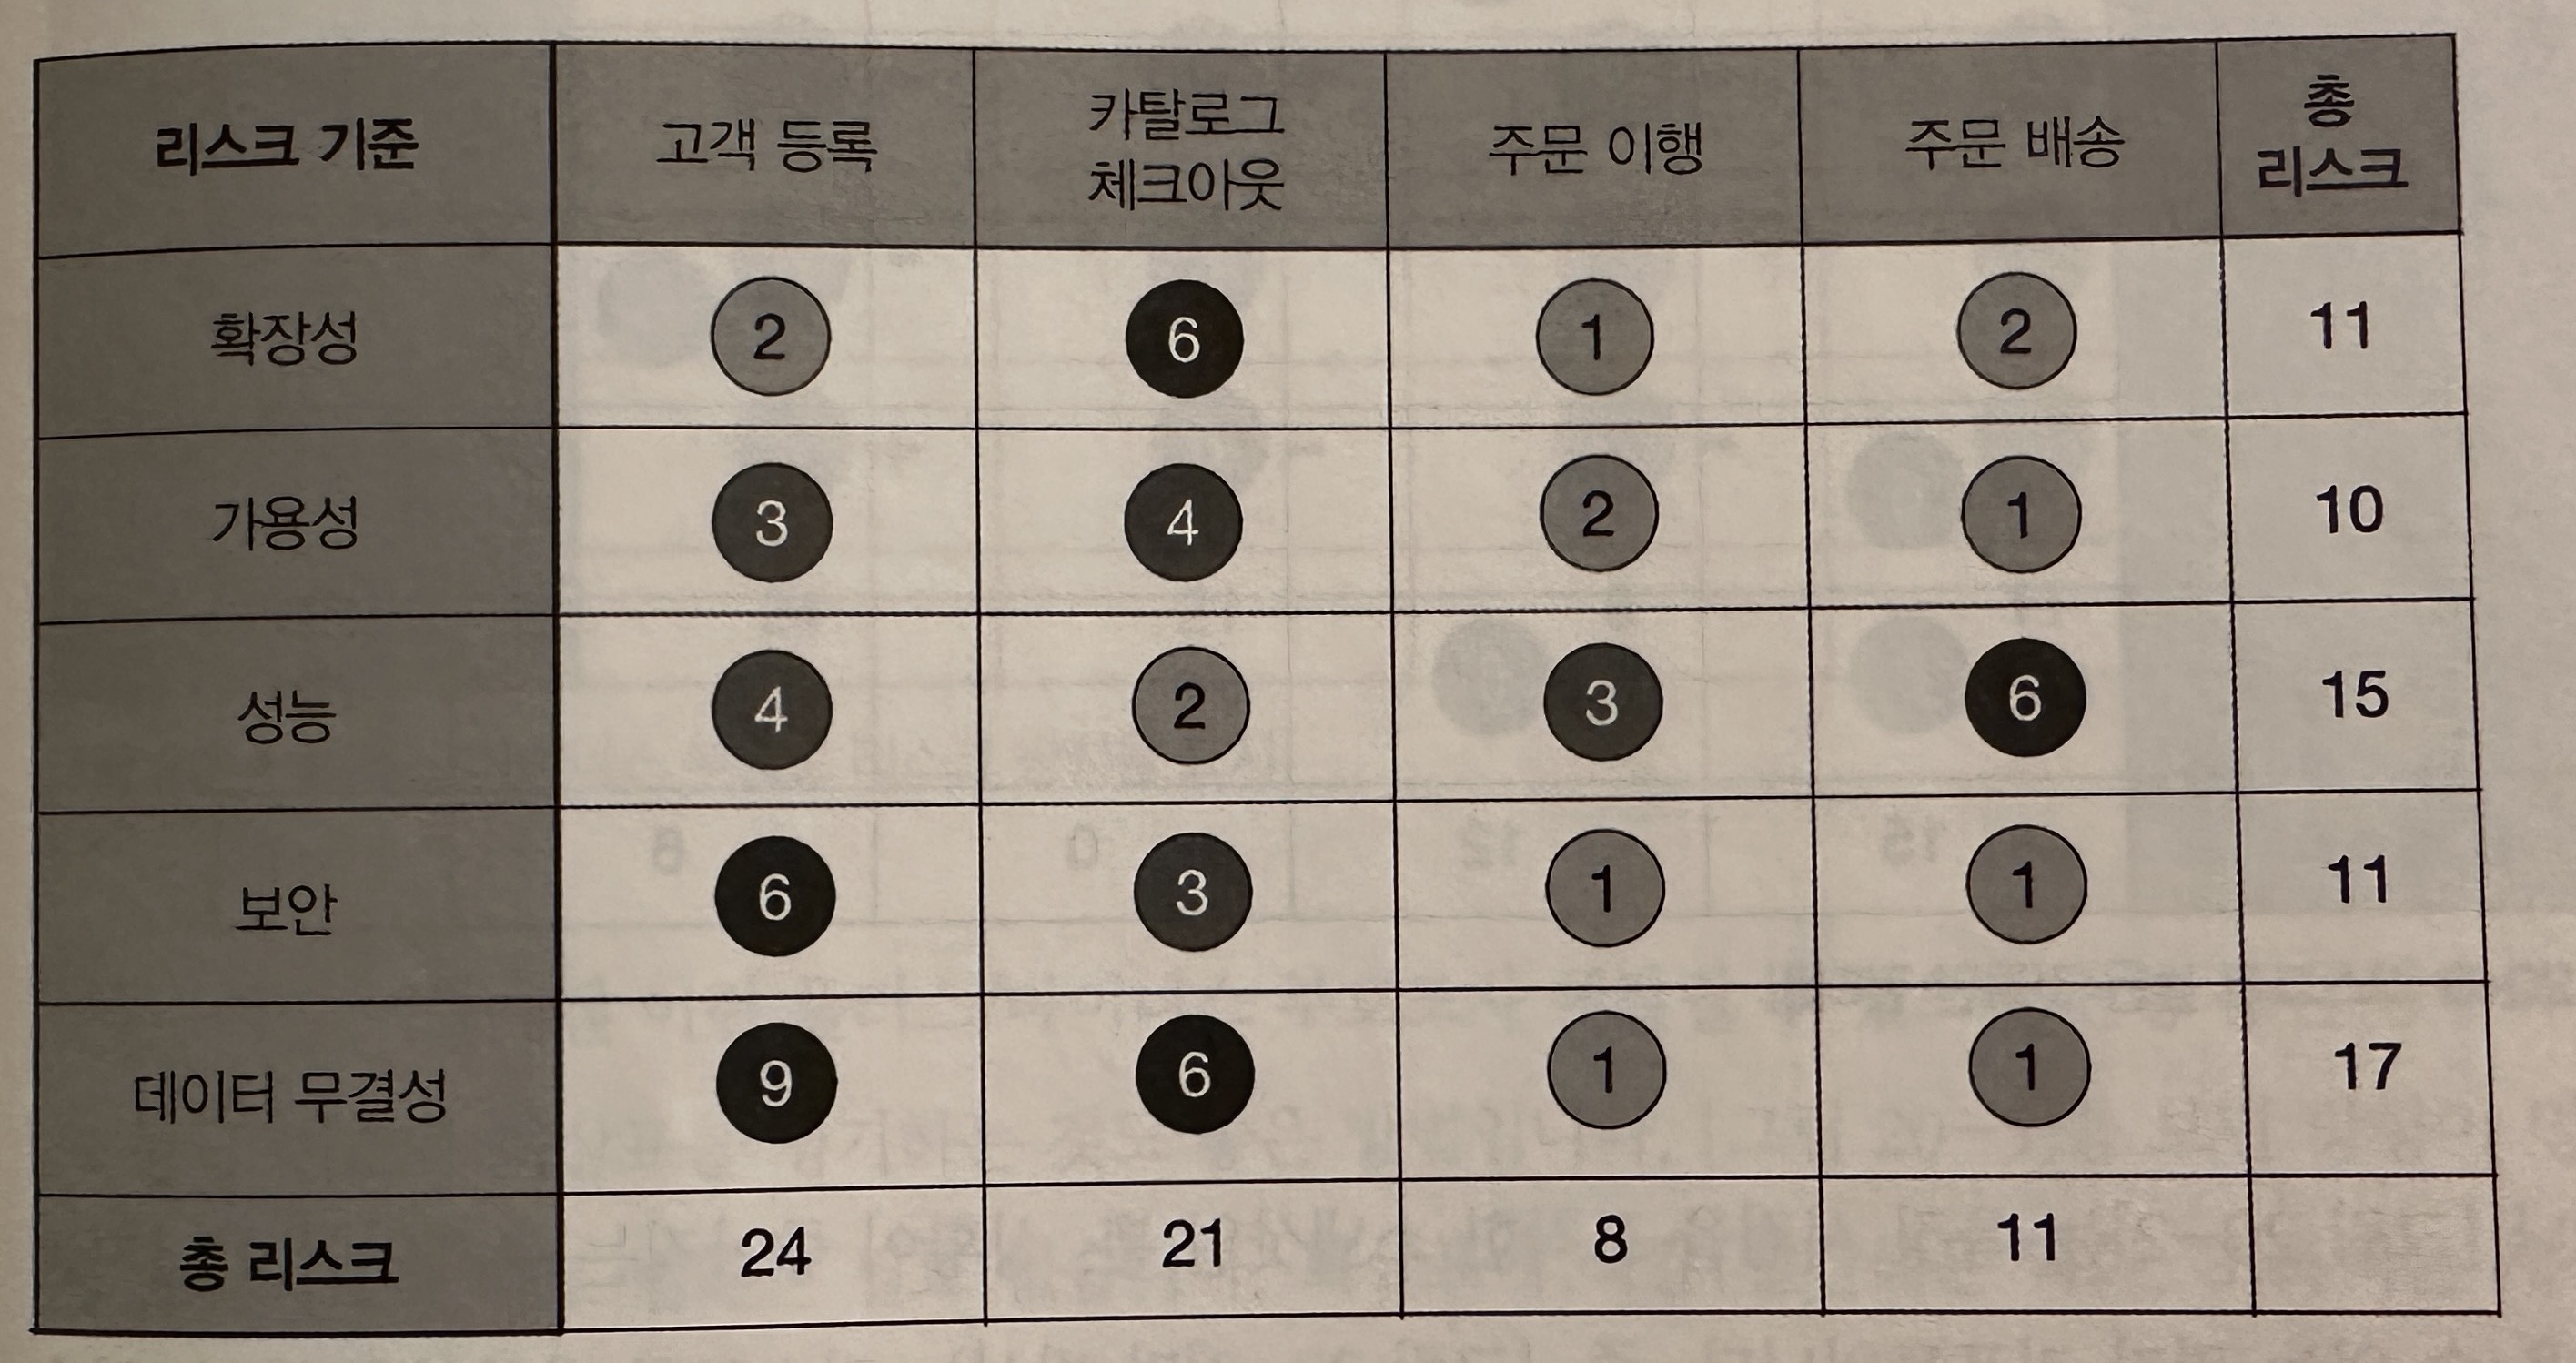 리스크 기준 고객 등록 카탈로그 체크아웃 주문 이행 주문 배송 총 리스크
확장성 2 6 1 2 11
가용성 3 4 2 1 10
성능 4 2 3 6 15
보안 6 3 1 1 11
데이터 무결성 9 6 1 1 17
총 리스크 24 21 8 11